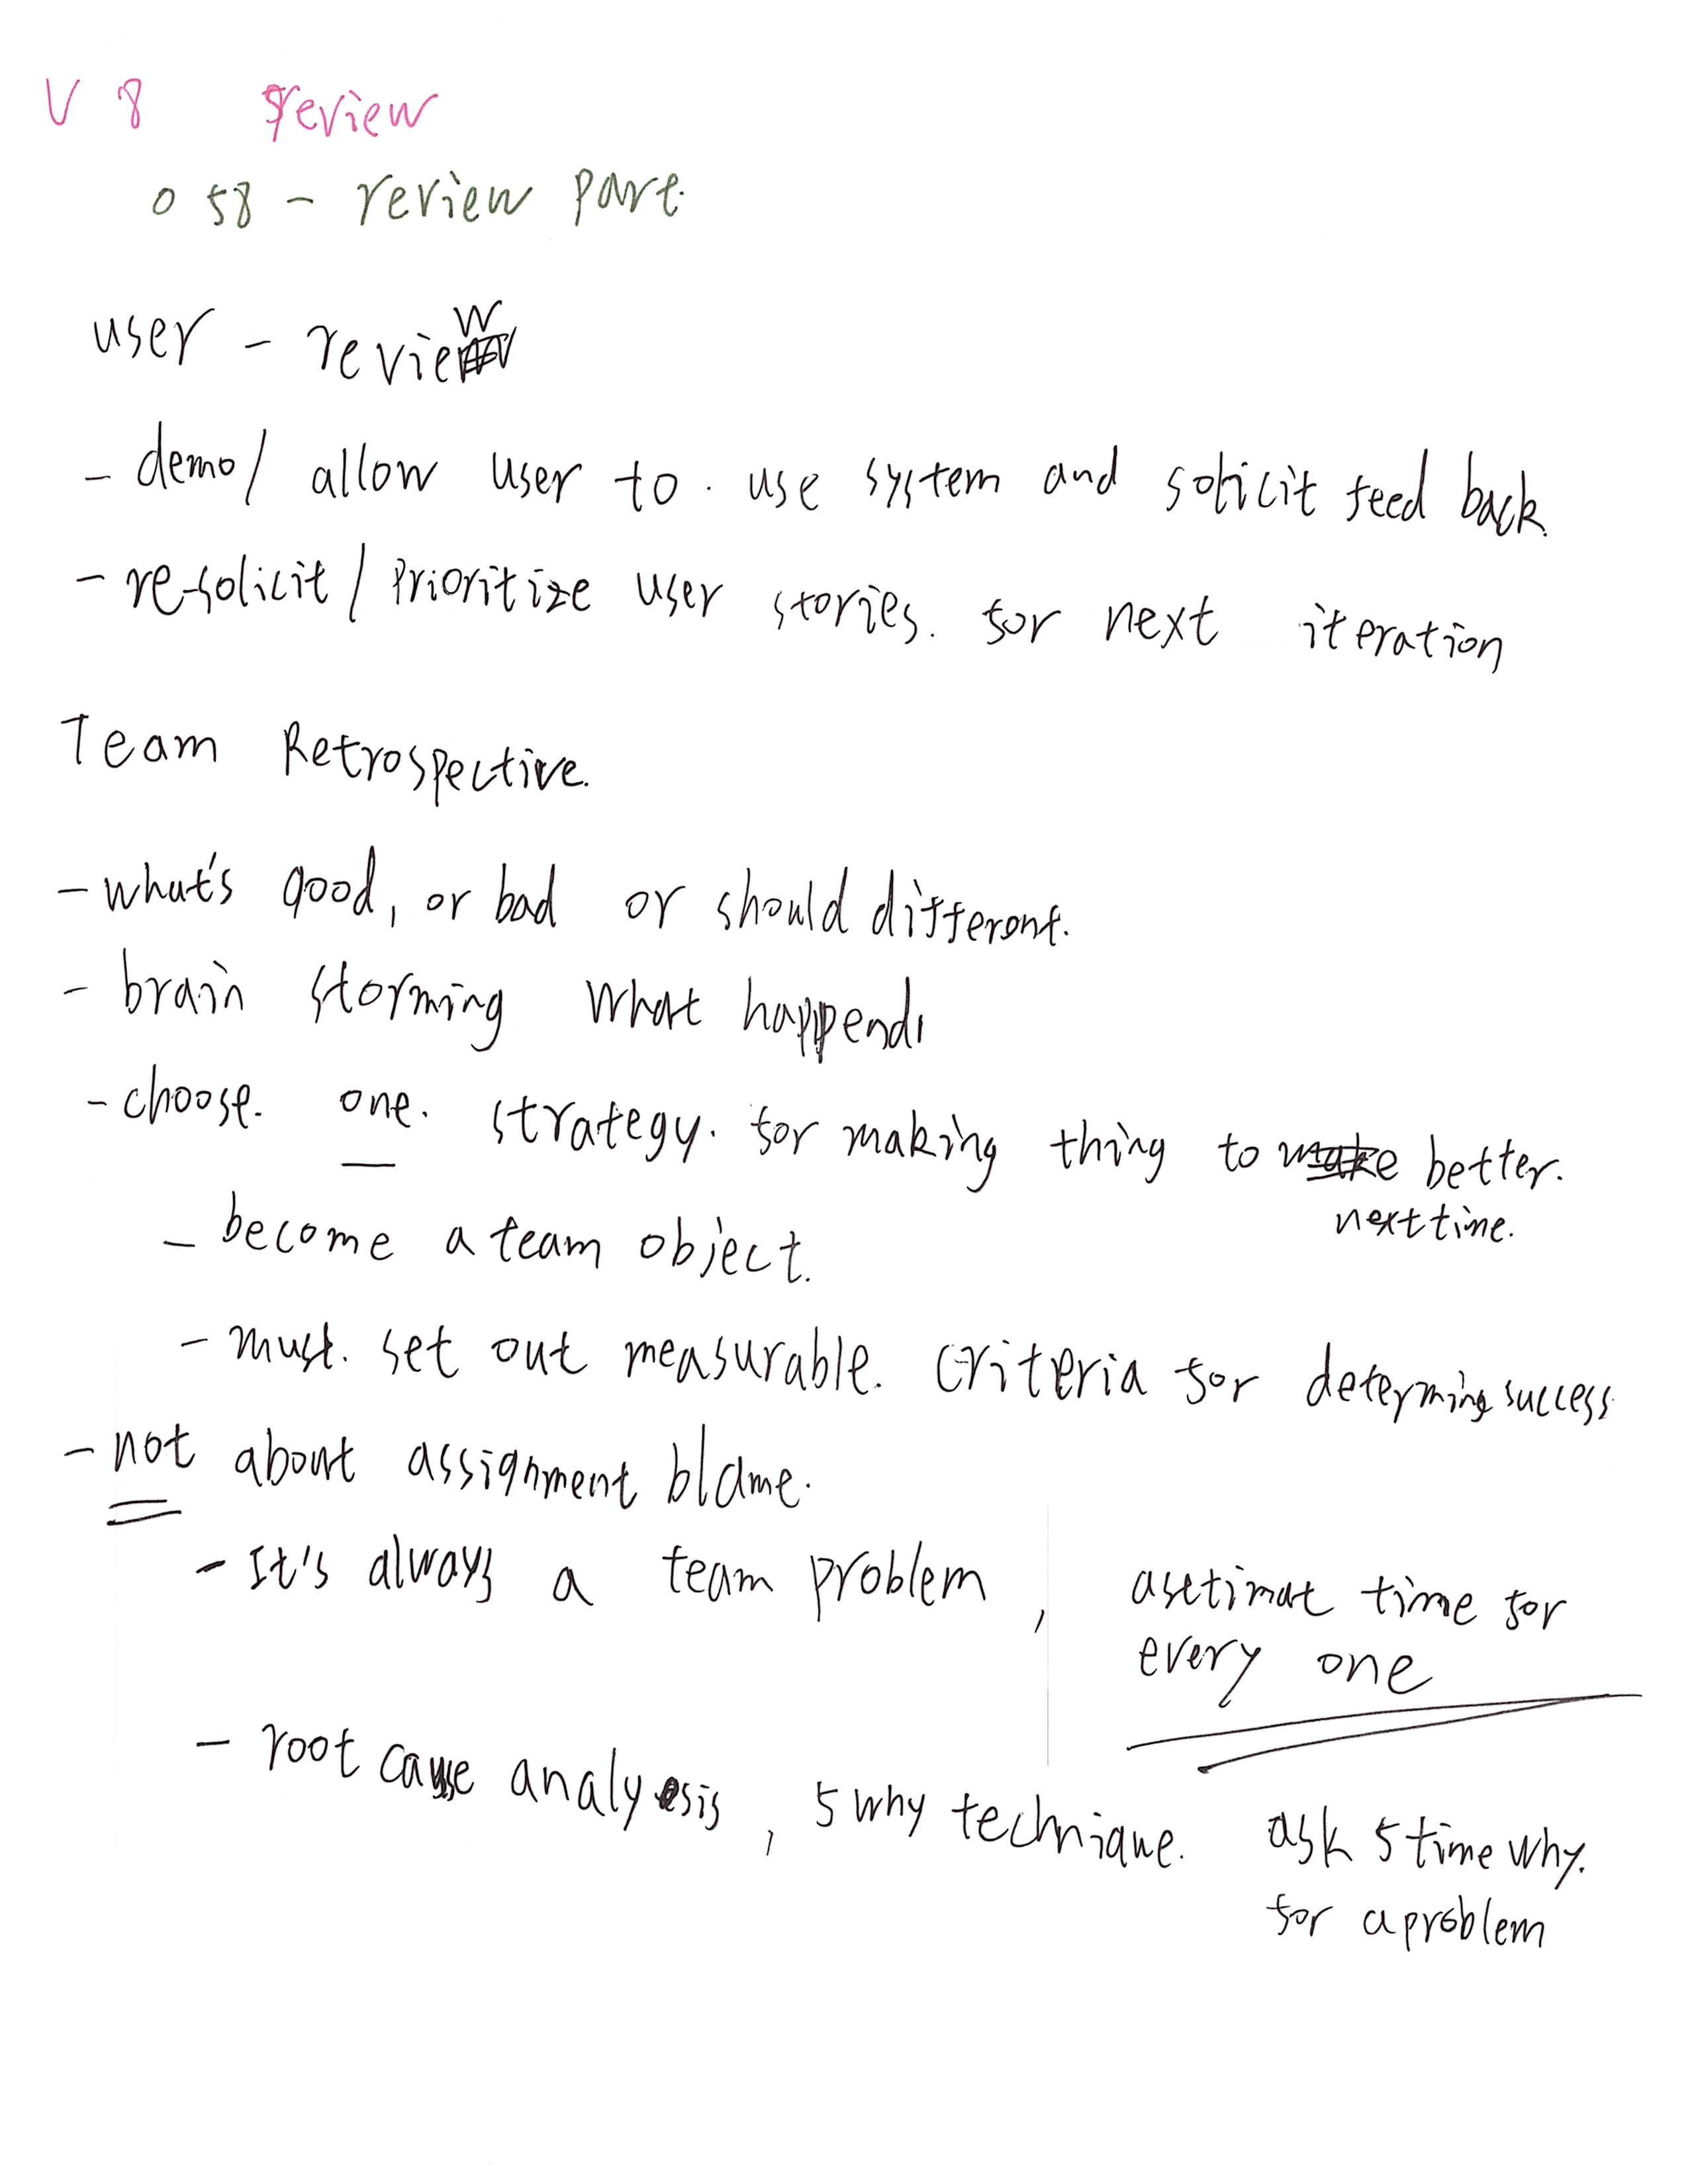 V 8 review
o 58 - review part.
user - review
- demo / allow user to. use system and solicit feed back.
- re-solicit / Prioritize user stories. for next iteration
Team Retrospective.
- what's good, or bad or should different.
- brain storming what happend.
- choose. one. strategy. for making thing to better.
next time.
- become a team object.
- must. set out measurable. criteria for determing success.
- not about assignment blame.
- It's always a team problem,
asetimat time for
every one
- root cause analysis, 5 why technique.
ask 5 time why.
for a problem